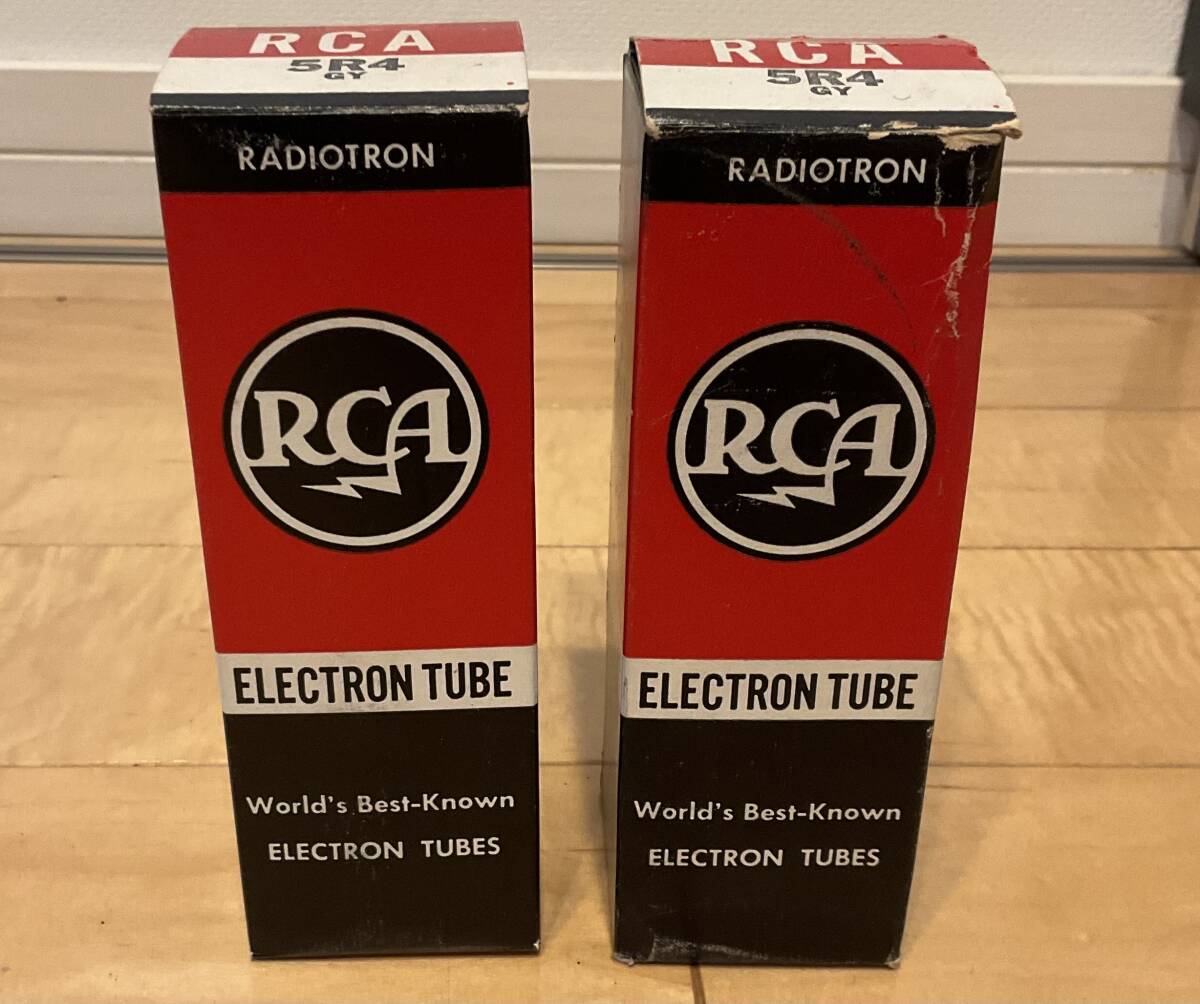 RCA
5R4
GY
RADIOTRON
RCA
ELECTRON TUBE
World's Best-Known
ELECTRON TUBES
RCA
5R4
GY
RADIOTRON
RCA
ELECTRON TUBE
World's Best-Known
ELECTRON TUBES